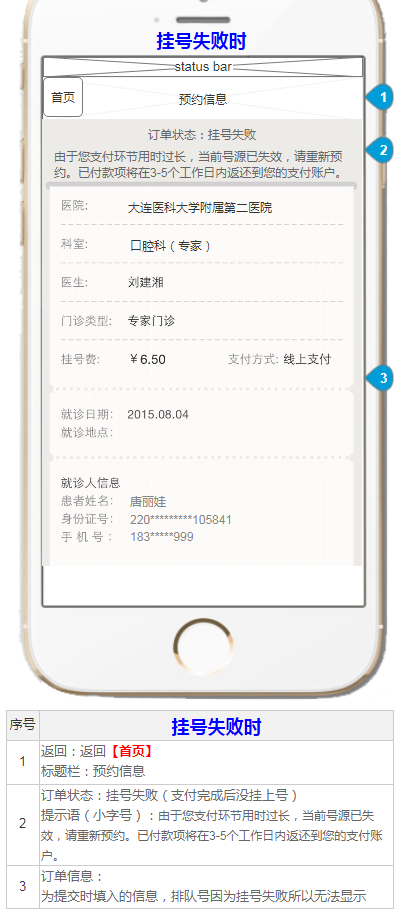 挂号失败时
status bar
首页
预约信息
1
订单状态：挂号失败
2
由于您支付环节用时过长，当前号源已失效，请重新预
约。已付款项将在3-5个工作日内返还到您的支付账户。
医院: 大连医科大学附属第二医院
科室: 口腔科（专家）
医生: 刘建湘
门诊类型: 专家门诊
挂号费: ￥6.50 支付方式: 线上支付
3
就诊日期: 2015.08.04
就诊地点:
就诊人信息
患者姓名: 唐丽娃
身份证号: 220*********105841
手 机 号 : 183*****999
序号 挂号失败时
1 返回：返回【首页】
标题栏：预约信息
2 订单状态：挂号失败（支付完成后没挂上号）
提示语（小字号）：由于您支付环节用时过长，当前号源已失
效，请重新预约。已付款项将在3-5个工作日内返还到您的支付账
户。
3 订单信息：
为提交时填入的信息，排队号因为挂号失败所以无法显示